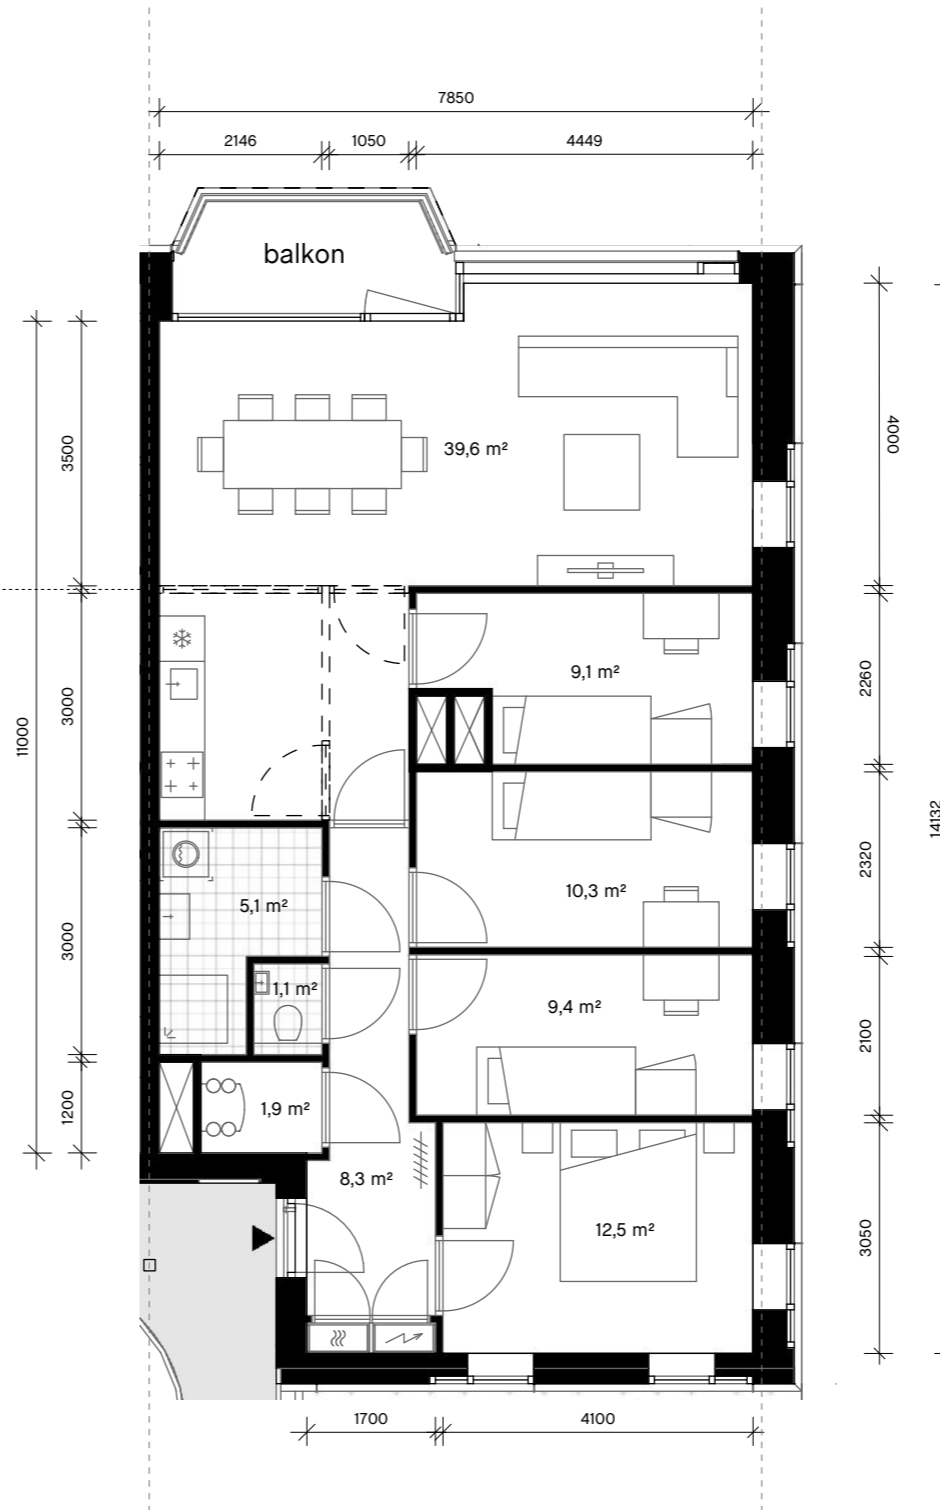 7850
2146
1050
4449
balkon
39,6 m²
3500
4000
9,1 m²
2260
3000
11000
14132
10,3 m²
2320
5,1 m²
3000
1,1 m²
9,4 m²
2100
1,9 m²
1200
8,3 m²
12,5 m²
3050
1700
4100